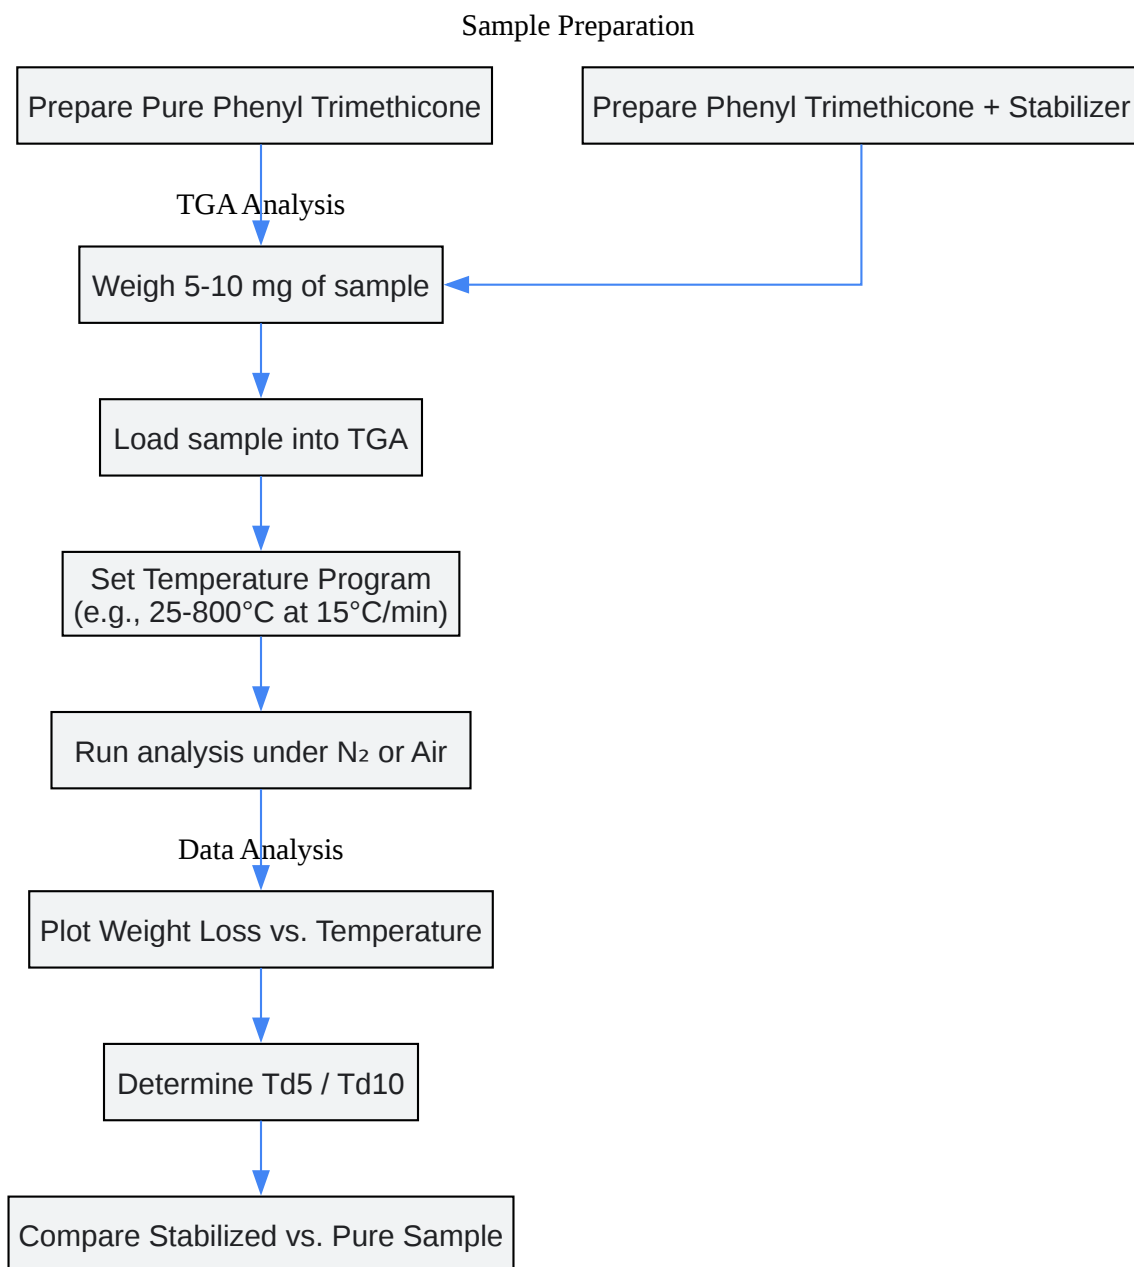 Sample Preparation
Prepare Pure Phenyl Trimethicone
Prepare Phenyl Trimethicone + Stabilizer
TGA Analysis
Weigh 5-10 mg of sample
Load sample into TGA
Set Temperature Program
(e.g., 25-800°C at 15°C/min)
Run analysis under N₂ or Air
Data Analysis
Plot Weight Loss vs. Temperature
Determine Td5 / Td10
Compare Stabilized vs. Pure Sample